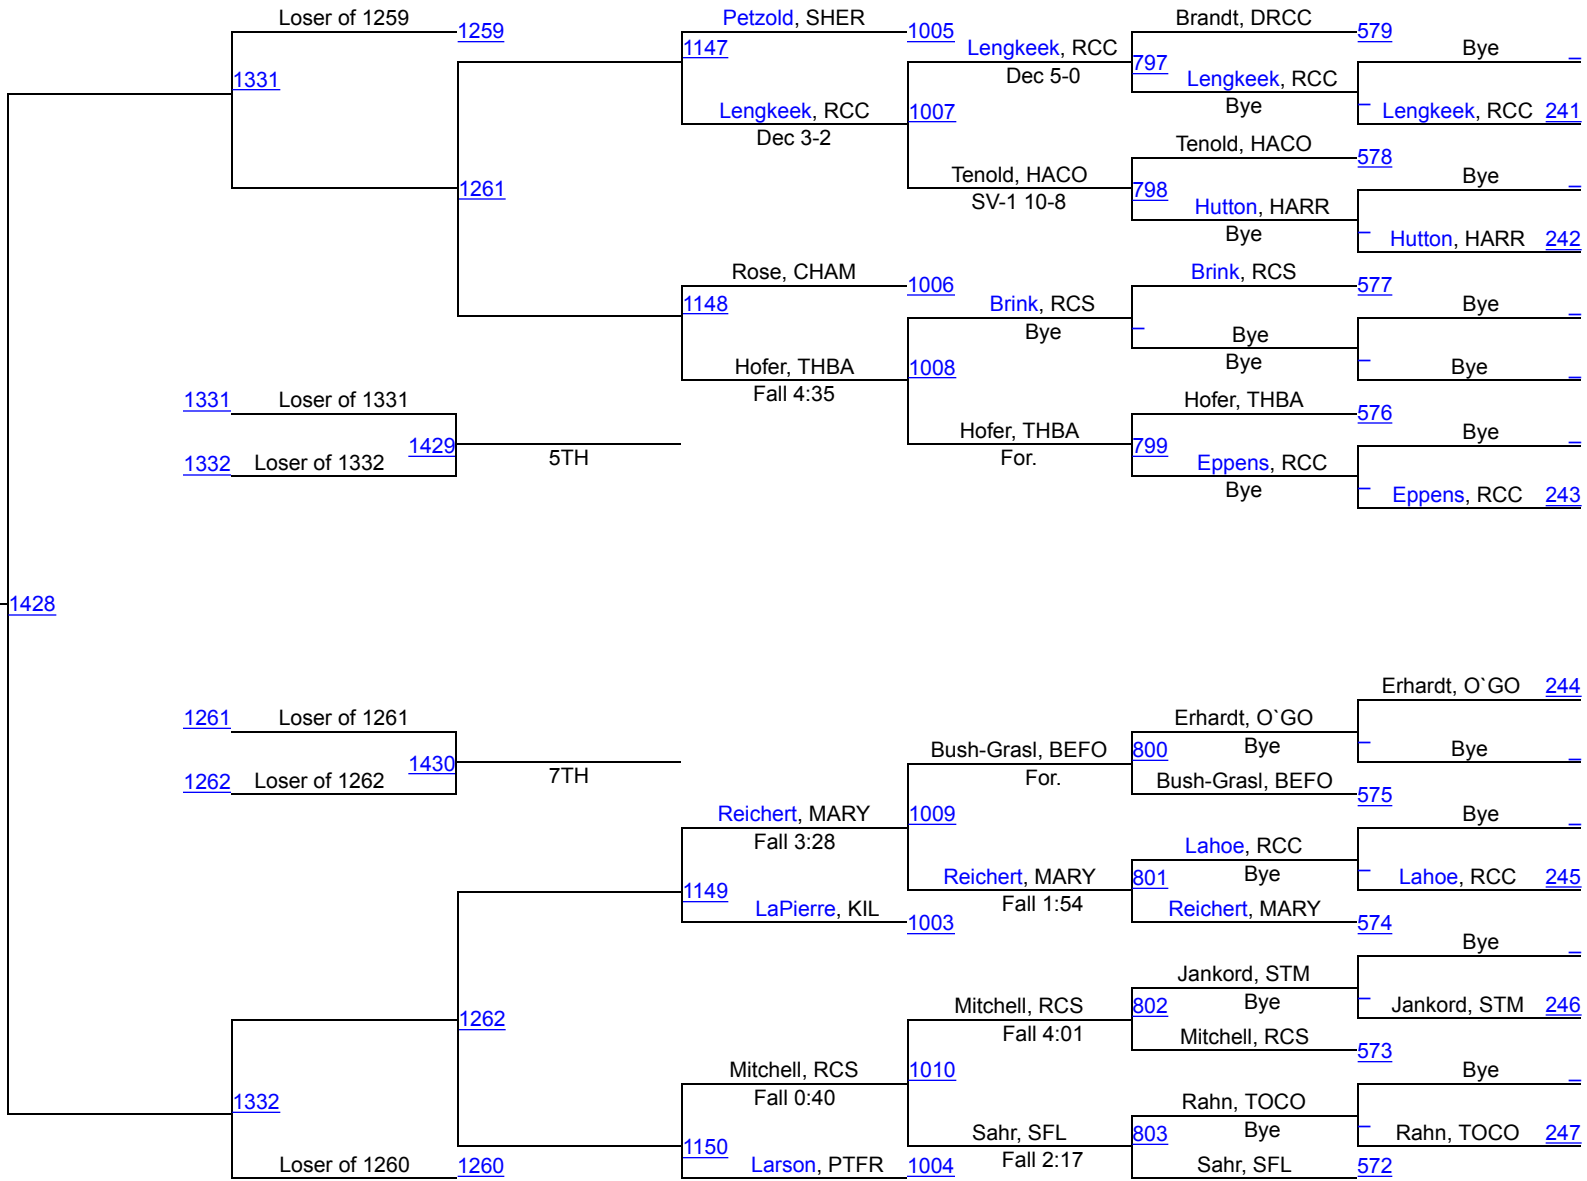 Loser of 1259 1259 Petzold, SHER 1005 Brandt, DRCC 579
1147 Lengkeek, RCC Bye
1331 Dec 5-0 797 Lengkeek, RCC
Lengkeek, RCC 1007 Bye Lengkeek, RCC 241
Dec 3-2 Tenold, HACO 578
Tenold, HACO Bye
1261 SV-1 10-8 798 Hutton, HARR
Bye Hutton, HARR 242
Rose, CHAM 1006 Brink, RCS 577
1148 Brink, RCS Bye
Bye Bye
Hofer, THBA 1008 Bye Bye
Fall 4:35
1331 Loser of 1331 Hofer, THBA 576
1429 Hofer, THBA Bye
1332 Loser of 1332 5TH For. 799 Eppens, RCC
Bye Eppens, RCC 243
1428
Erhardt, O`GO 244
1261 Loser of 1261 Erhardt, O`GO
1430 Bush-Grasl, BEFO 800 Bye Bye
1262 Loser of 1262 7TH For. Bush-Grasl, BEFO 575
Reichert, MARY 1009 Bye
Fall 3:28 Lahoe, RCC
1149 Reichert, MARY 801 Bye Lahoe, RCC 245
LaPierre, KIL 1003 Fall 1:54 Reichert, MARY 574
Bye
Jankord, STM
1262 Mitchell, RCS 802 Bye Jankord, STM 246
Fall 4:01 Mitchell, RCS 573
Mitchell, RCS 1010 Bye
1332 Fall 0:40 Rahn, TOCO
1150 Sahr, SFL 803 Bye Rahn, TOCO 247
Loser of 1260 1260 Larson, PTFR 1004 Fall 2:17 Sahr, SFL 572